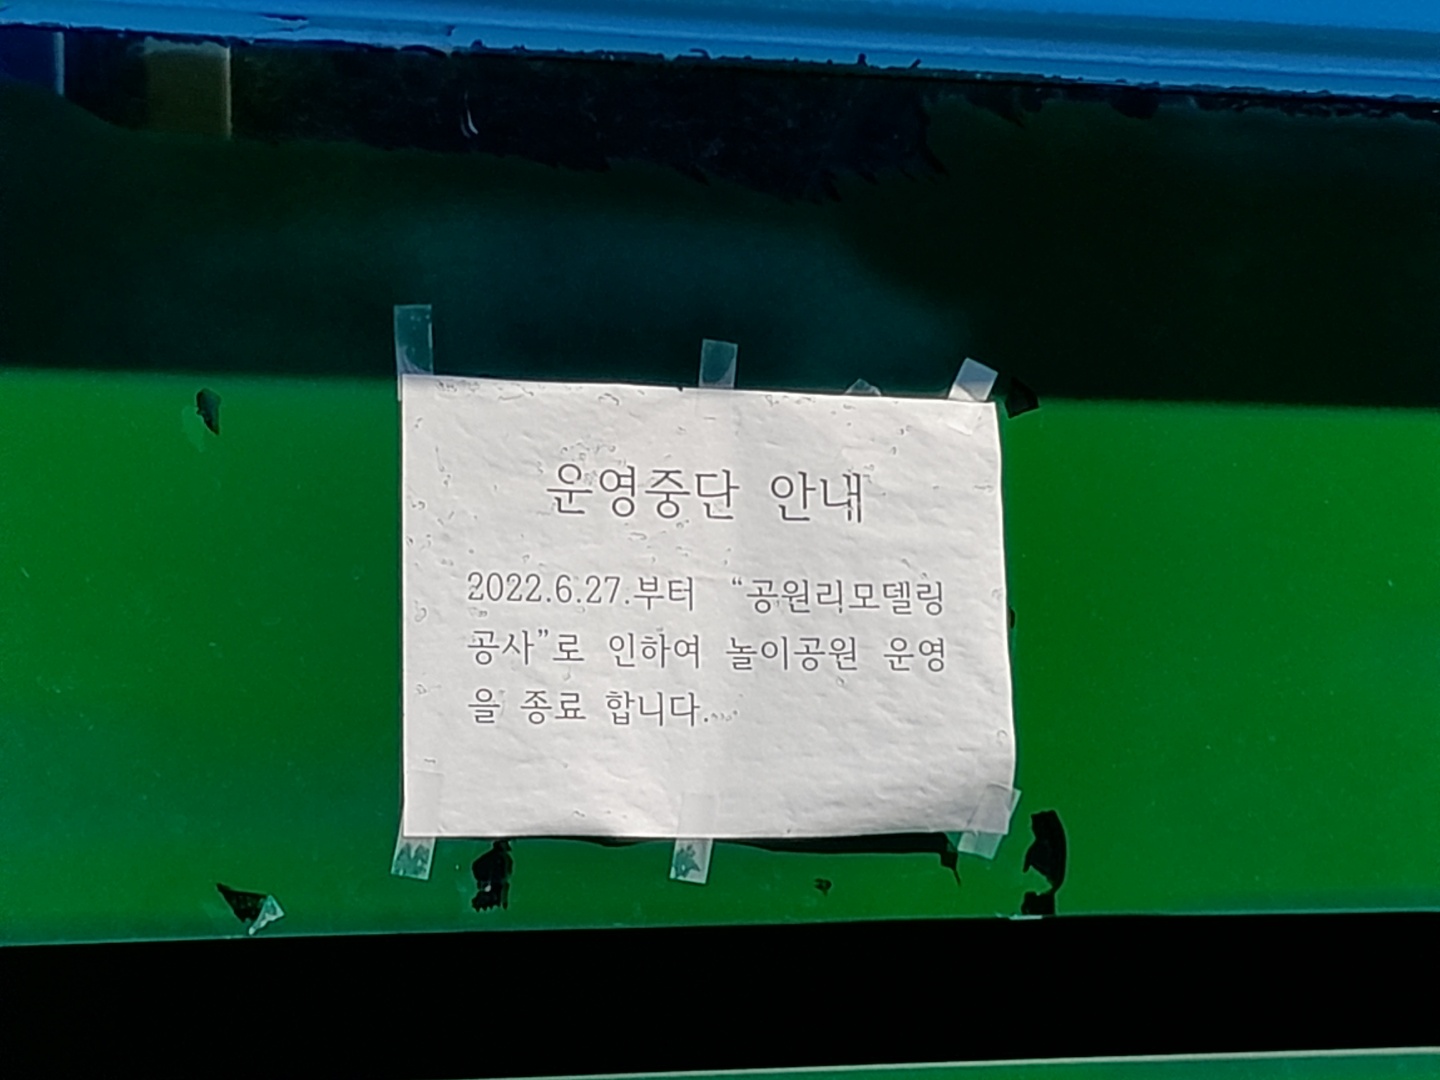 운영중단 안내
2022.6.27.부터 “공원리모델링
공사”로 인하여 놀이공원 운영
을 종료 합니다.